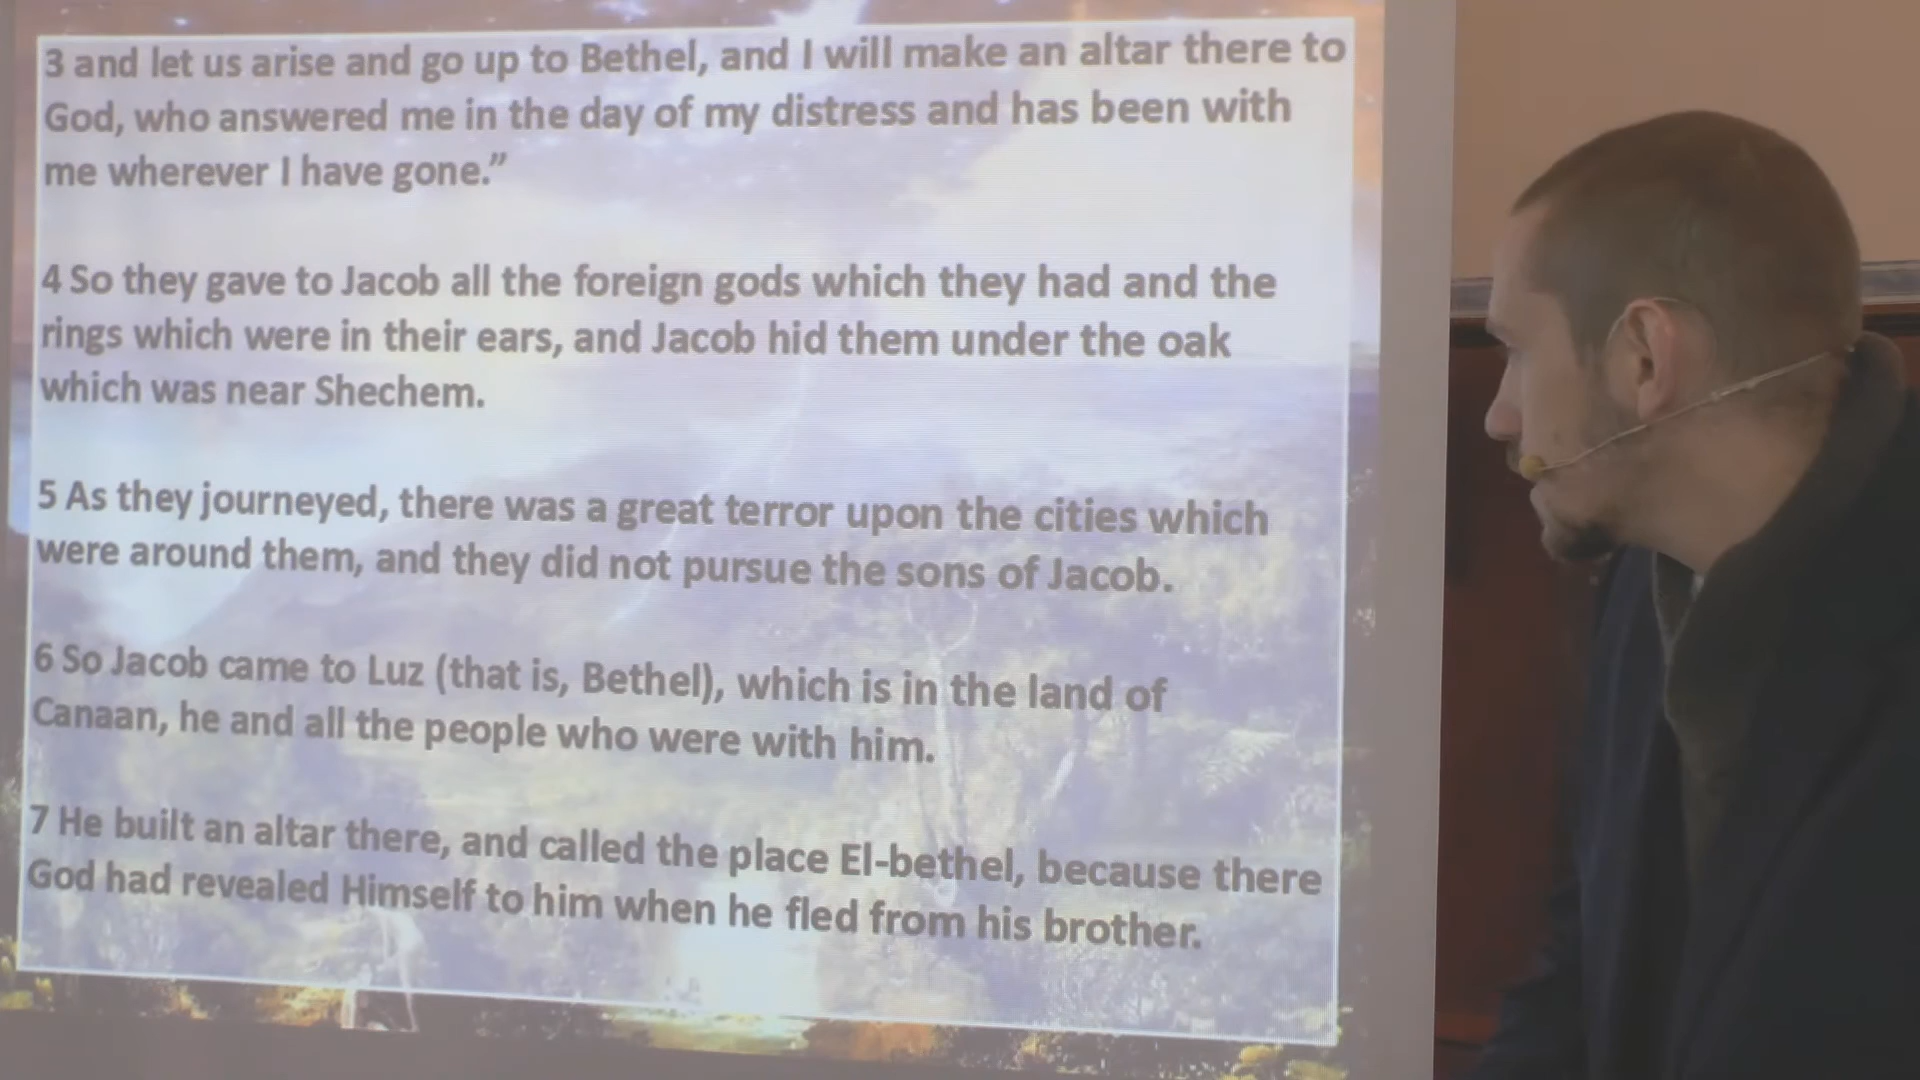 3 and let us arise and go up to Bethel, and I will make an altar there to
God, who answered me in the day of my distress and has been with
me wherever I have gone.”
4 So they gave to Jacob all the foreign gods which they had and the
rings which were in their ears, and Jacob hid them under the oak
which was near Shechem.
5 As they journeyed, there was a great terror upon the cities which
were around them, and they did not pursue the sons of Jacob.
6 So Jacob came to Luz (that is, Bethel), which is in the land of
Canaan, he and all the people who were with him.
7 He built an altar there, and called the place El-bethel, because there
God had revealed Himself to him when he fled from his brother.